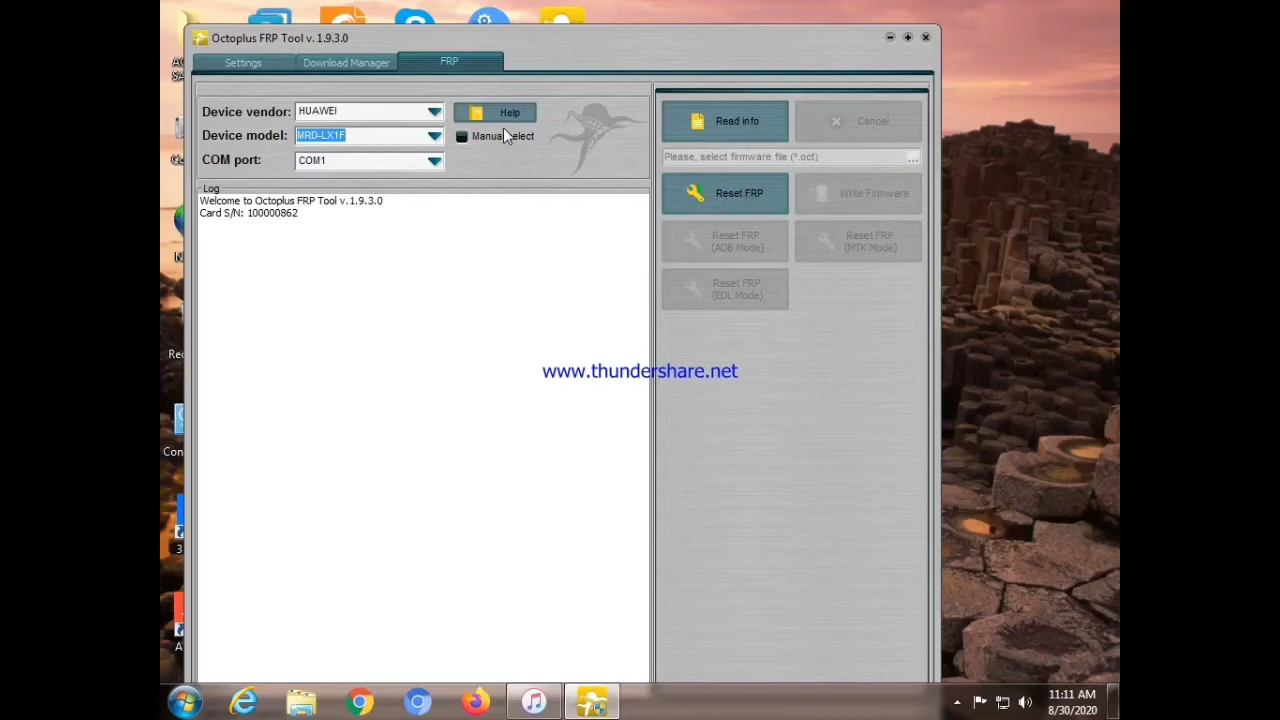 Octoplus FRP Tool v. 1.9.3.0
Settings
Download Manager
FRP
Device vendor:
HUAWEI
Help
Device model:
MRD-LX1F
COM port:
COM1
Log
Welcome to Octoplus FRP Tool v. 1.9.3.0
Card S/N: 100000862
Read info
Cancel
Please, select firmware file (*.oct)
...
Reset FRP
Write Firmware
Reset FRP
(ADB Mode)
Reset FRP
(MTK Mode)
Reset FRP
(EDL Mode)
www.thundershare.net
11:11 AM
8/30/2020